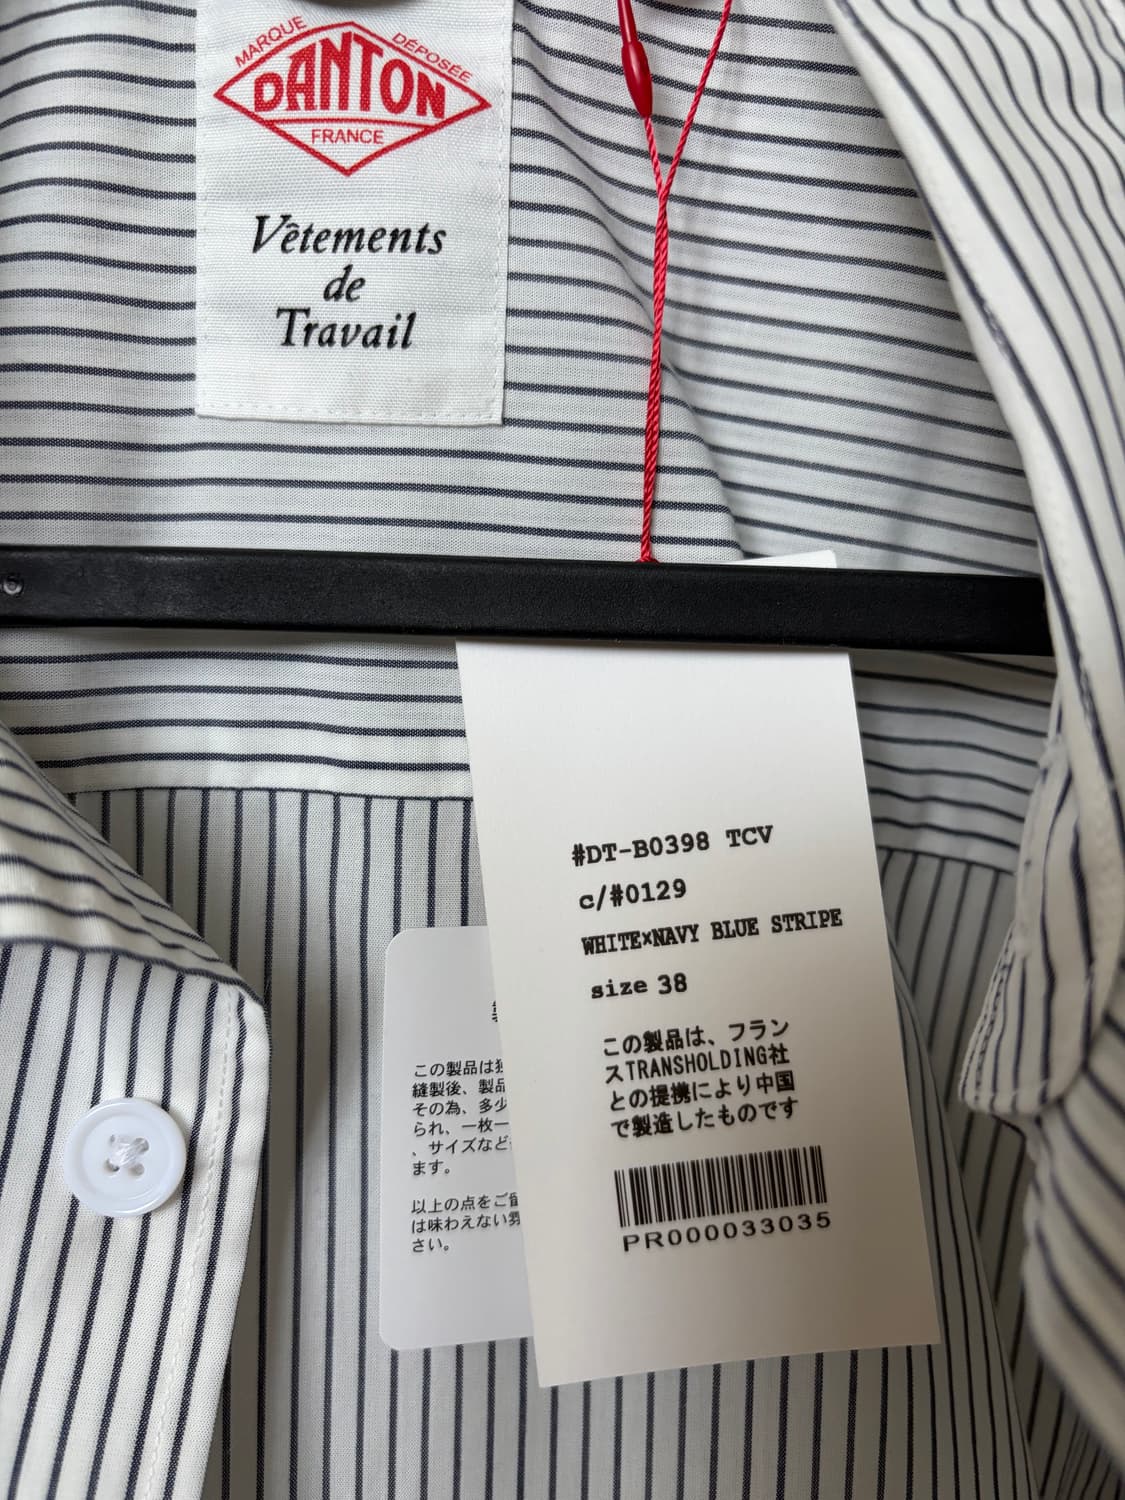 MARQUE DÉPOSÉE
DANTON
FRANCE
Vêtements
de
Travail
#DT-B0398 TCV
c/#0129
WHITE×NAVY BLUE STRIPE
size 38
この製品は、フラン
スTRANSHOLDING社
との提携により中国
で製造したものです
PR000033035
この製品は
縫製後、製品
その為、多少
られ、一枚一
、サイズなど
ます。
以上の点をご
は味わえない
さい。